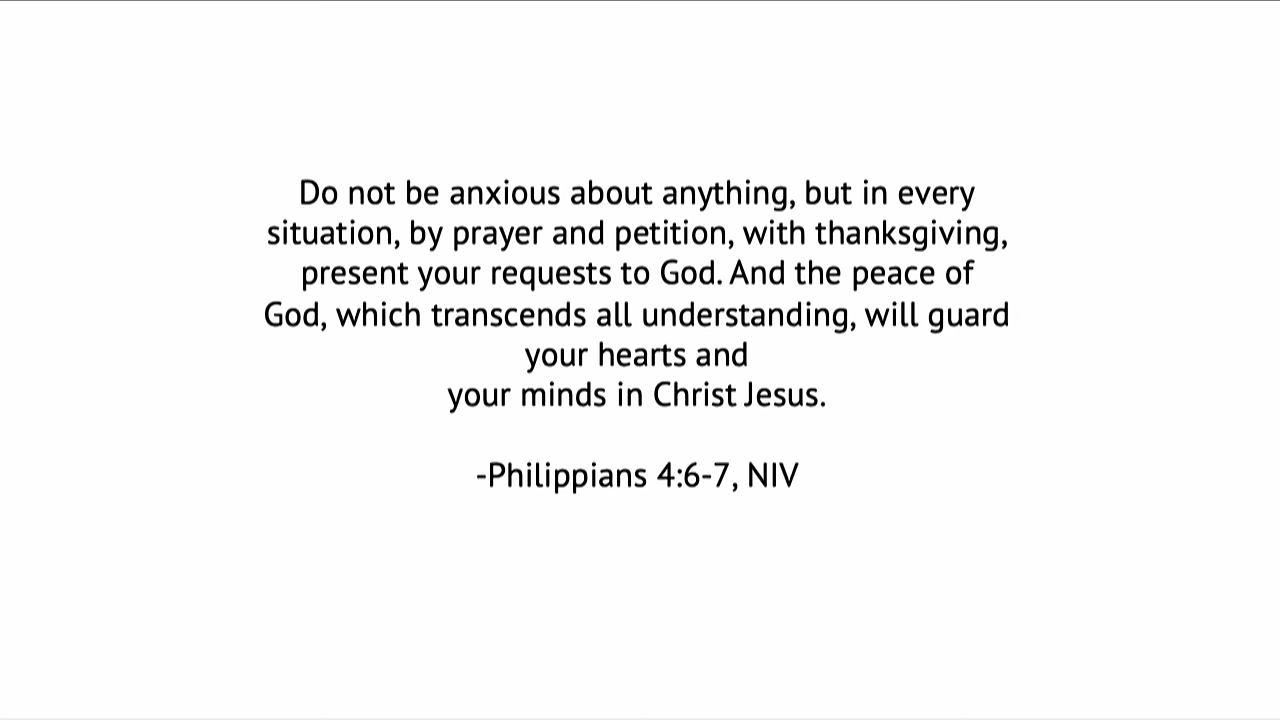 Do not be anxious about anything, but in every
situation, by prayer and petition, with thanksgiving,
present your requests to God. And the peace of
God, which transcends all understanding, will guard
your hearts and
your minds in Christ Jesus.
-Philippians 4:6-7, NIV